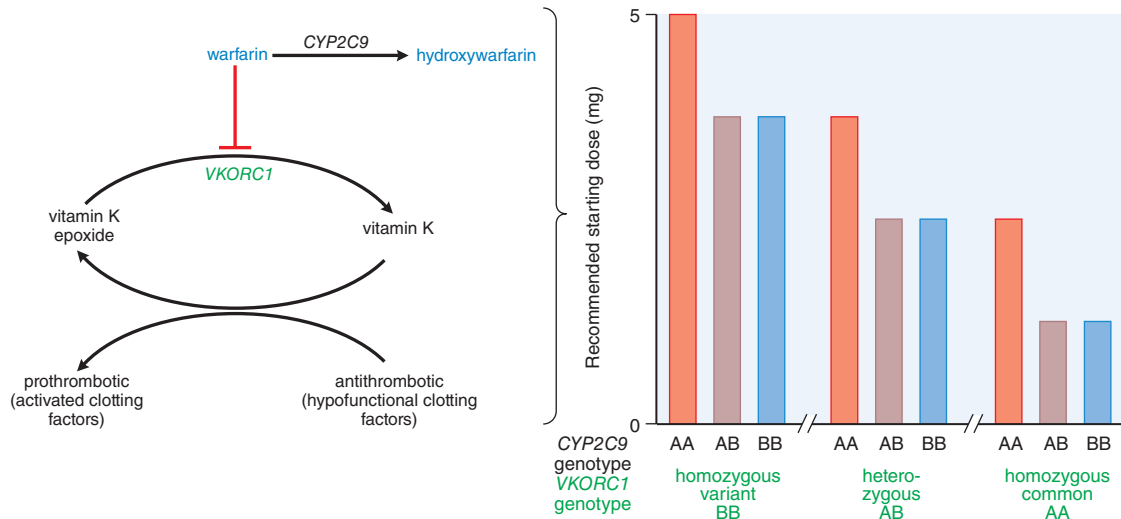 warfarin
CYP2C9
hydroxywarfarin
VKORC1
vitamin K
epoxide
vitamin K
prothrombotic
(activated clotting
factors)
antithrombotic
(hypofunctional clotting
factors)
Recommended starting dose (mg)
5
0
CYP2C9
genotype
AA AB BB AA AB BB AA AB BB
VKORC1
genotype
homozygous
variant
BB
hetero-
zygous
AB
homozygous
common
AA